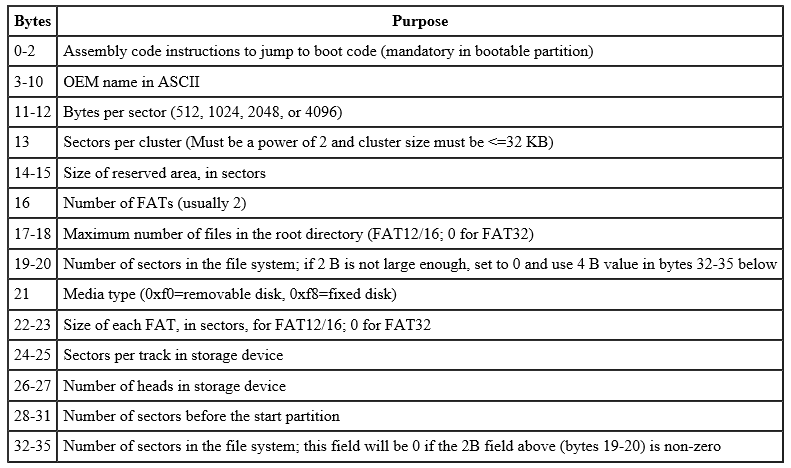 Bytes Purpose
0-2 Assembly code instructions to jump to boot code (mandatory in bootable partition)
3-10 OEM name in ASCII
11-12 Bytes per sector (512, 1024, 2048, or 4096)
13 Sectors per cluster (Must be a power of 2 and cluster size must be <=32 KB)
14-15 Size of reserved area, in sectors
16 Number of FATs (usually 2)
17-18 Maximum number of files in the root directory (FAT12/16; 0 for FAT32)
19-20 Number of sectors in the file system; if 2 B is not large enough, set to 0 and use 4 B value in bytes 32-35 below
21 Media type (0xf0=removable disk, 0xf8=fixed disk)
22-23 Size of each FAT, in sectors, for FAT12/16; 0 for FAT32
24-25 Sectors per track in storage device
26-27 Number of heads in storage device
28-31 Number of sectors before the start partition
32-35 Number of sectors in the file system; this field will be 0 if the 2B field above (bytes 19-20) is non-zero